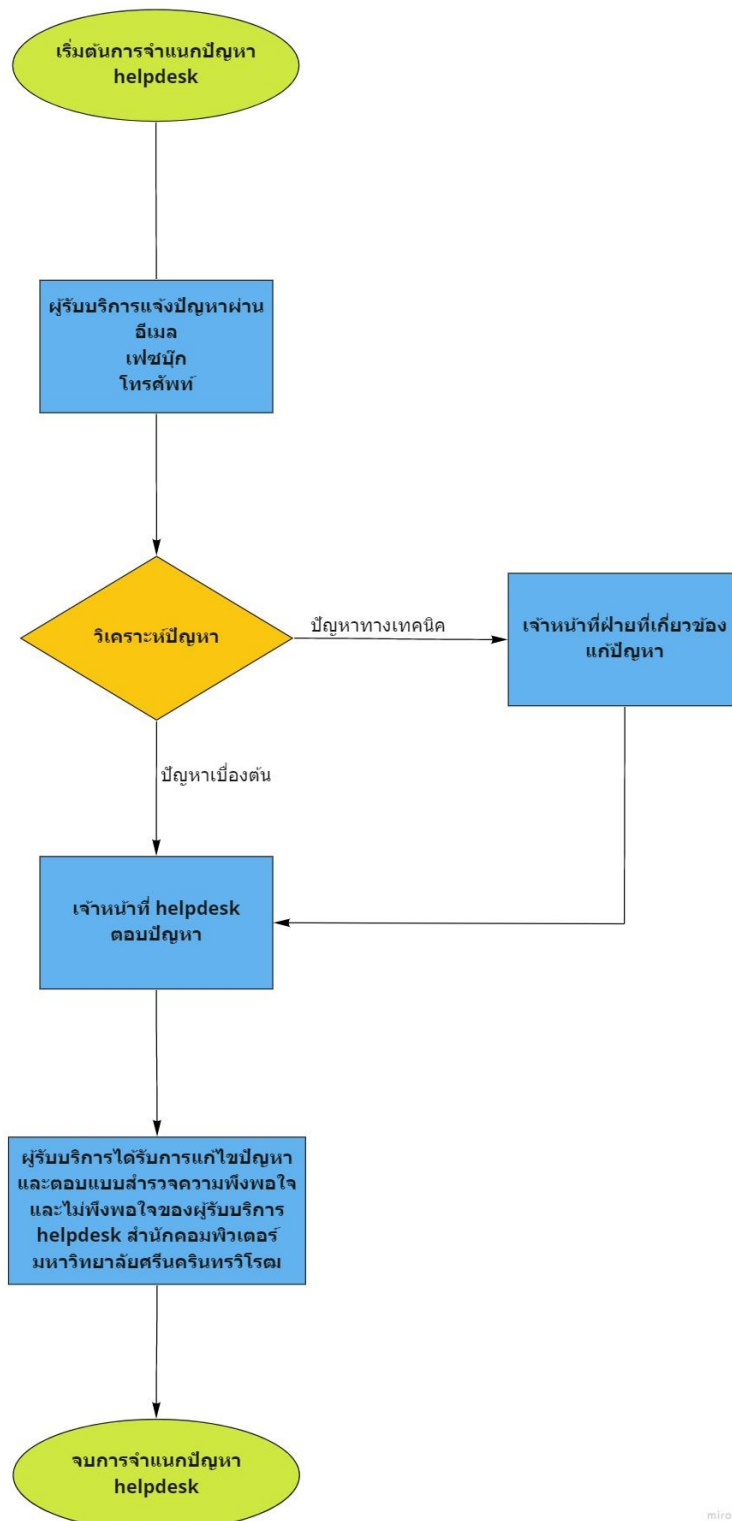 เริ่มต้นการจำแนกปัญหา
helpdesk
ผู้รับบริการแจ้งปัญหาผ่าน
อีเมล
เฟซบุ๊ก
โทรศัพท์
วิเคราะห์ปัญหา
ปัญหาทางเทคนิค
เจ้าหน้าที่ฝ่ายที่เกี่ยวข้อง
แก้ปัญหา
ปัญหาเบื่องต้น
เจ้าหน้าที่ helpdesk
ตอบปัญหา
ผู้รับบริการได้รับการแก้ไขปัญหา
และตอบแบบสำรวจความพึงพอใจ
และไม่พึงพอใจของผู้รับบริการ
helpdesk สำนักคอมพิวเตอร์
มหาวิทยาลัยศรีนครินทรวิโรฒ
จบการจำแนกปัญหา
helpdesk
miro